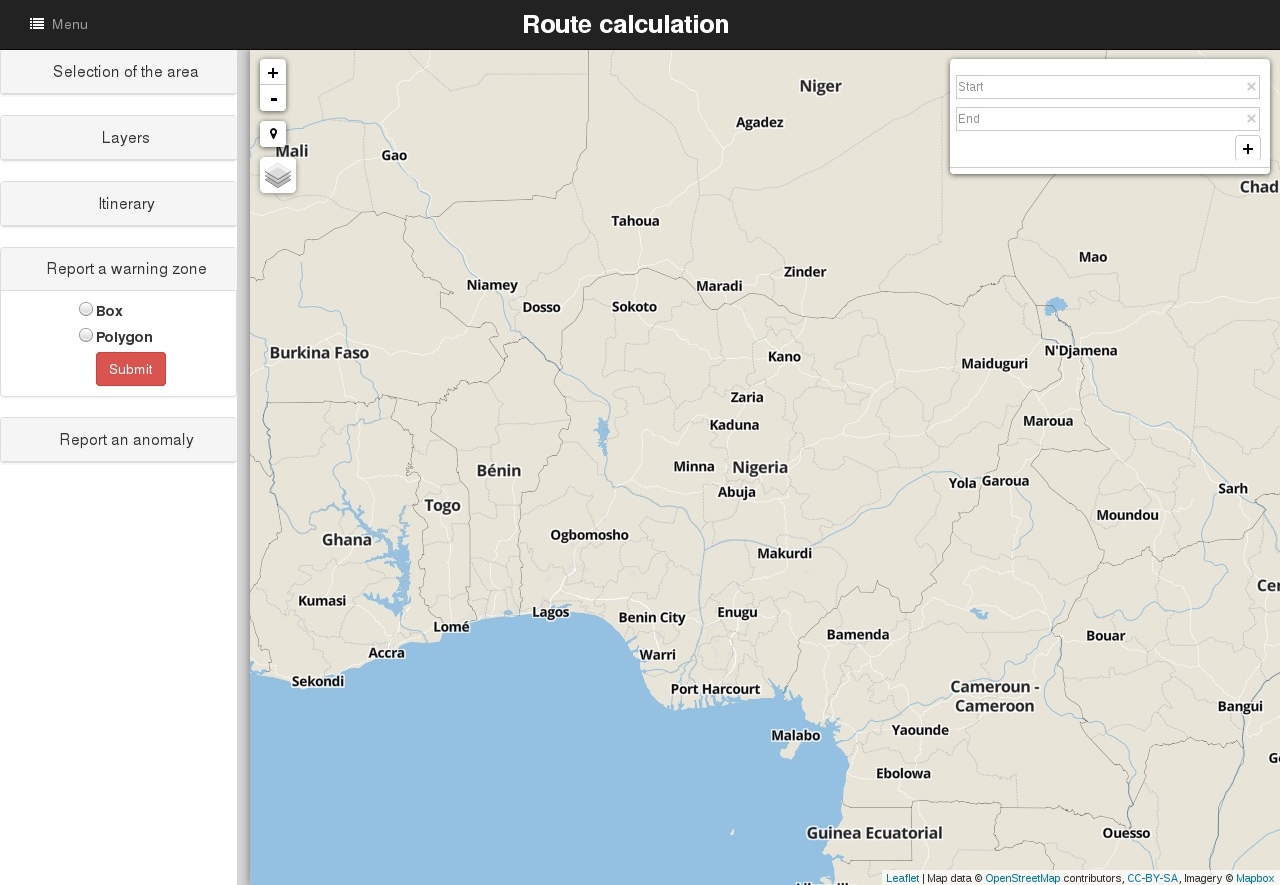 Menu
Route calculation
Selection of the area
Layers
Itinerary
Report a warning zone
Box
Polygon
Submit
Report an anomaly
+
-
Start ×
End ×
+
Niger
Agadez
Mali
Gao
Chad
Tahoua
Mao
Zinder
Niamey
Maradi
Dosso
Sokoto
Burkina Faso
Kano
N'Djamena
Maiduguri
Zaria
Kaduna
Maroua
Bénin
Minna
Nigeria
Abuja
Yola
Garoua
Sarh
Togo
Moundou
Ghana
Ogbomosho
Makurdi
Cer
Kumasi
Lagos
Benin City
Enugu
Lomé
Bamenda
Bouar
Accra
Warri
Sekondi
Port Harcourt
Cameroun -
Cameroon
Bangui
Malabo
Yaounde
Ebolowa
Guinea Ecuatorial
Ouesso
Leaflet | Map data © OpenStreetMap contributors, CC-BY-SA, Imagery © Mapbox